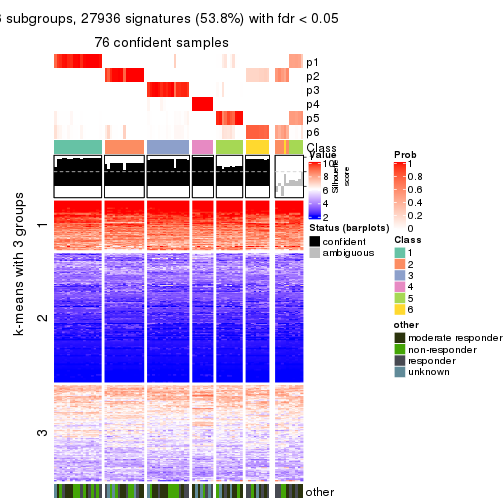 subgroups, 27936 signatures (53.8%) with fdr < 0.05
76 confident samples
p1
p2
p3
p4
p5
p6
Class
Value
10
8
6
4
2
Silhouette
score
Prob
1
0.8
0.6
0.4
0.2
0
Status (barplots)
confident
ambiguous
Class
1
2
3
4
5
6
other
moderate responder
non-responder
responder
unknown
k-means with 3 groups
1
2
3
other